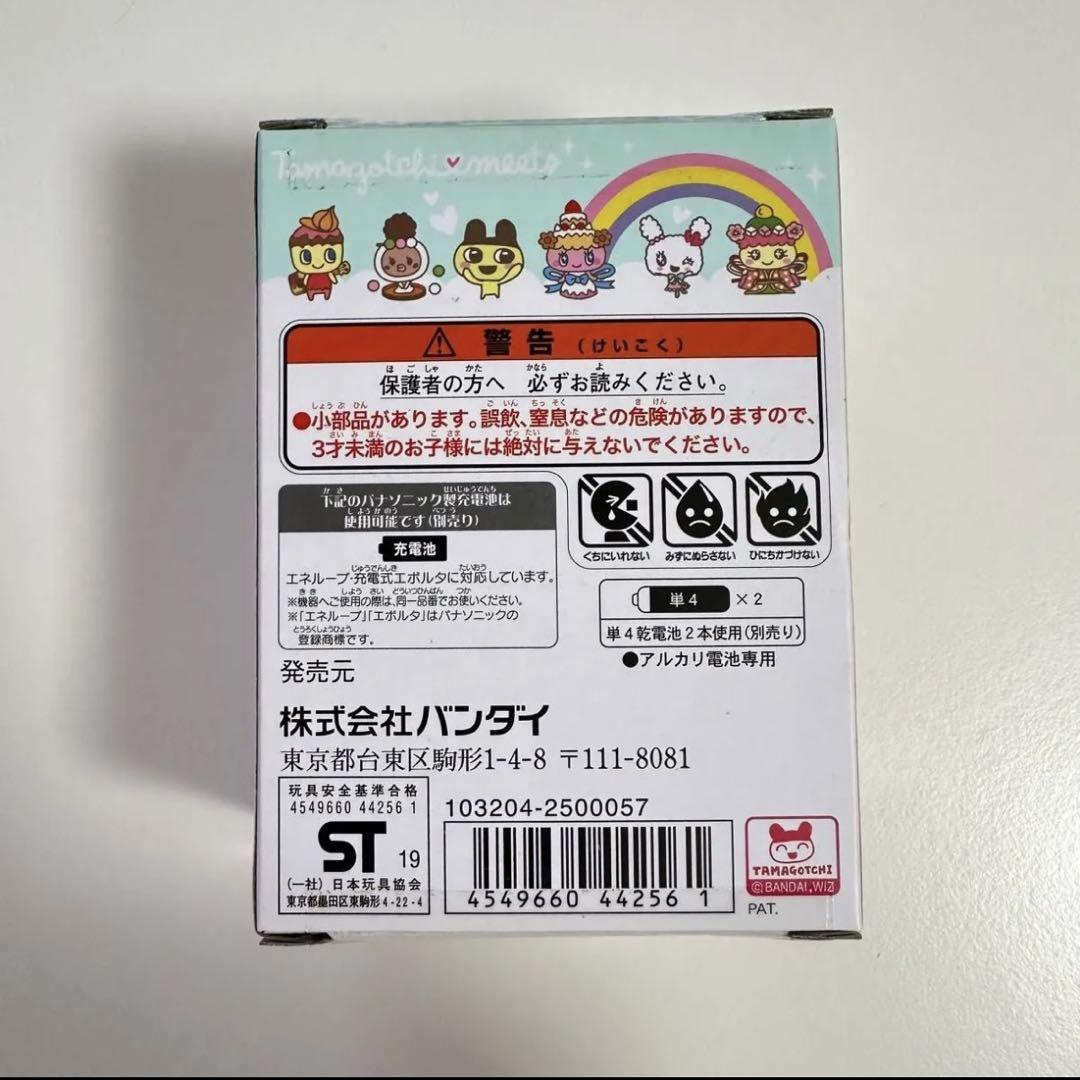 Tamagotchi♥meets
⚠ 警告 (けいこく)
保護者の方へ 必ずお読みください。
●小部品があります。誤飲、窒息などの危険がありますので、
3才未満のお子様には絶対に与えないでください。
下記のパナソニック製充電池は
使用可能です(別売り)
充電池
エネループ・充電式エボルタに対応しています。
※機器へご使用の際は、同一品番でお使いください。
※「エネループ」「エボルタ」はパナソニックの
登録商標です。
くちにいれない みずにぬらさない ひにちかづけない
単4 ×2
単4乾電池2本使用(別売り)
●アルカリ電池専用
発売元
株式会社バンダイ
東京都台東区駒形1-4-8 〒111-8081
玩具安全基準合格
4549660 44256 1
ST 19
(一社) 日本玩具協会
東京都墨田区東駒形4-22-4
103204-2500057
4549660 442561
TAMAGOTCHI
©BANDAI,WiZ
PAT.